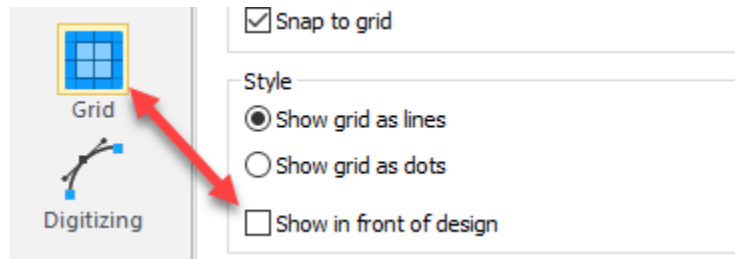 Grid
Digitizing
Snap to grid
Style
Show grid as lines
Show grid as dots
Show in front of design